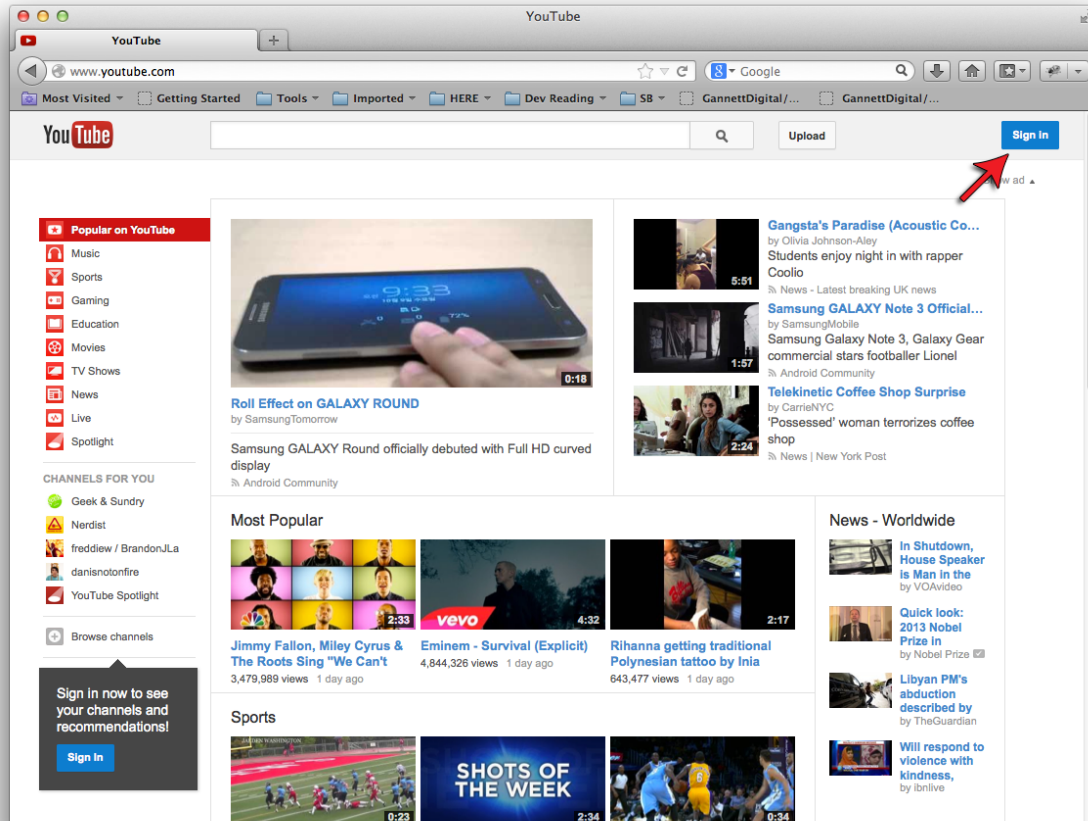 YouTube
YouTube
www.youtube.com
Google
Most Visited
Getting Started
Tools
Imported
HERE
Dev Reading
SB
GannettDigital/...
GannettDigital/...
YouTube
Upload
Sign in
ad
Popular on YouTube
Music
Sports
Gaming
Education
Movies
TV Shows
News
Live
Spotlight
CHANNELS FOR YOU
Geek & Sundry
Nerdist
freddiew / BrandonJLa
danisnotonfire
YouTube Spotlight
Browse channels
Sign in now to see
your channels and
recommendations!
Sign In
9:33
72%
SAMSUNG
0:18
Roll Effect on GALAXY ROUND
by SamsungTomorrow
Samsung GALAXY Round officially debuted with Full HD curved
display
Android Community
5:51
Gangsta's Paradise (Acoustic Co...
by Olivia Johnson-Aley
Students enjoy night in with rapper
Coolio
News - Latest breaking UK news
1:57
Samsung GALAXY Note 3 Official...
by SamsungMobile
Samsung Galaxy Note 3, Galaxy Gear
commercial stars footballer Lionel
Android Community
2:24
Telekinetic Coffee Shop Surprise
by CarrieNYC
'Possessed' woman terrorizes coffee
shop
News | New York Post
Most Popular
2:33
Jimmy Fallon, Miley Cyrus &
The Roots Sing "We Can't
3,479,989 views 1 day ago
vevo
4:32
Eminem - Survival (Explicit)
4,844,326 views 1 day ago
2:17
Rihanna getting traditional
Polynesian tattoo by Inia
643,477 views 1 day ago
Sports
WASHINGTON
0:23
SHOTS OF
THE WEEK
2:34
6
0:34
News - Worldwide
In Shutdown,
House Speaker
is Man in the
by VOAvideo
Quick look:
2013 Nobel
Prize in
by Nobel Prize
Libyan PM's
abduction
described by
by TheGuardian
Will respond to
violence with
kindness,
by ibnlive